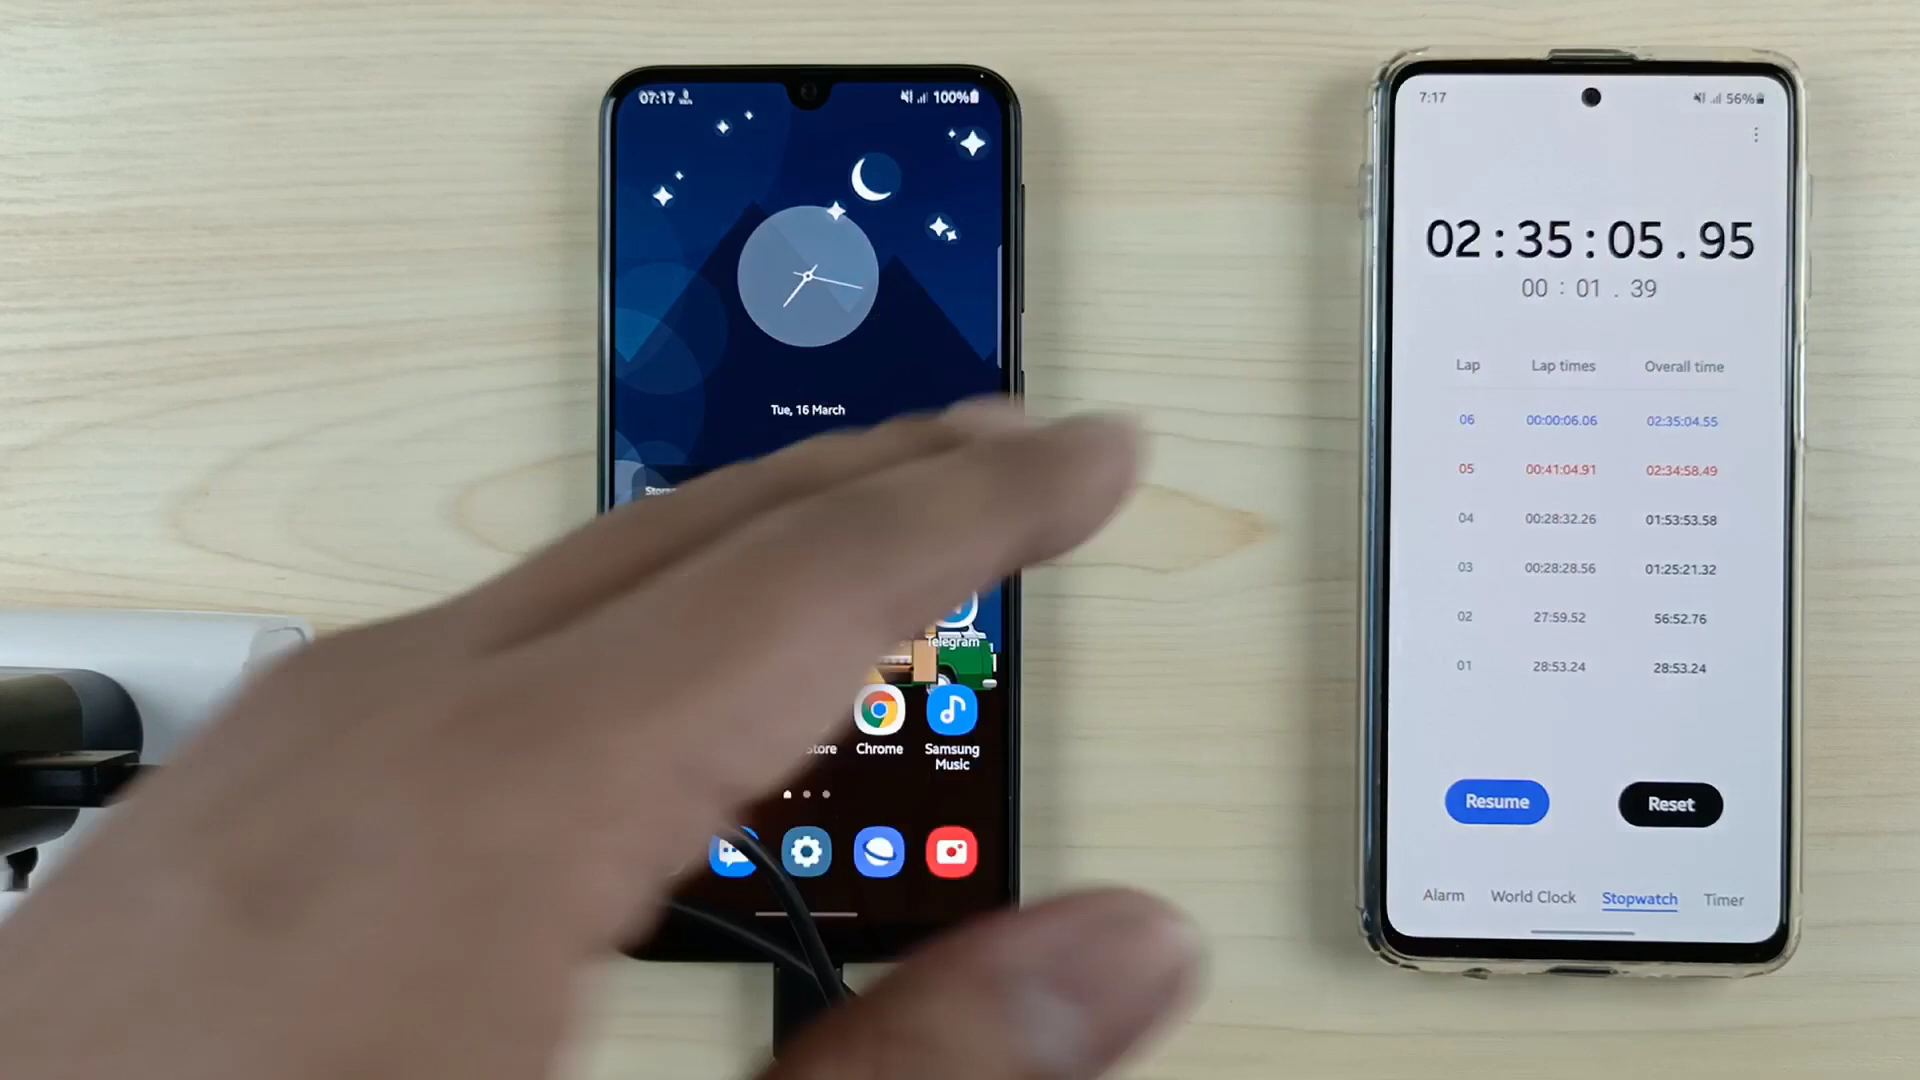 07:17
100%
Tue, 16 March
Telegram
Chrome
Samsung
Music
7:17
56%
02:35:05.95
00:01.39
Lap Lap times Overall time
06 00:00:06.06 02:35:04.55
05 00:41:04.91 02:34:58.49
04 00:28:32.26 01:53:53.58
03 00:28:28.56 01:25:21.32
02 27:59.52 56:52.76
01 28:53.24 28:53.24
Resume Reset
Alarm World Clock Stopwatch Timer